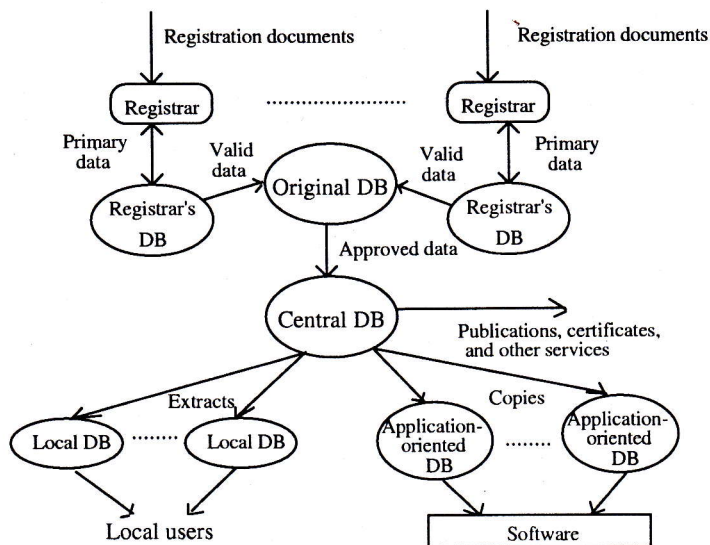 Registration documents
Registration documents
Registrar
....................
Registrar
Primary
data
Valid
data
Valid
data
Primary
data
Original DB
Registrar's
DB
Registrar's
DB
Approved data
Central DB
Publications, certificates,
and other services
Extracts
Copies
Local DB
........
Local DB
Application-
oriented
DB
........
Application-
oriented
DB
Local users
Software